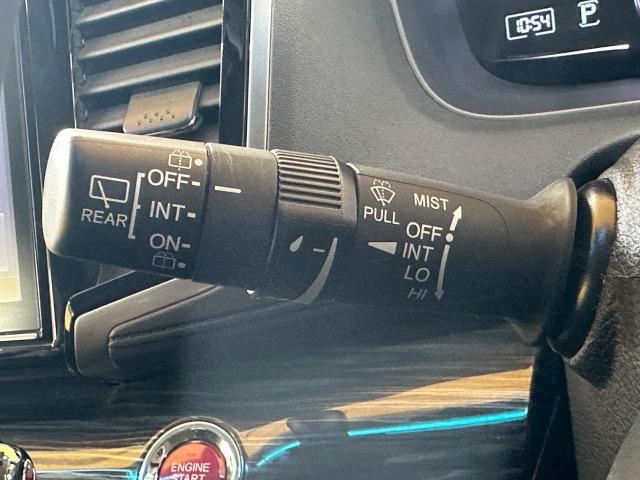 10:54 P
OFF
INT
ON
REAR
PULL
MIST
OFF
INT
LO
HI
ENGINE
START